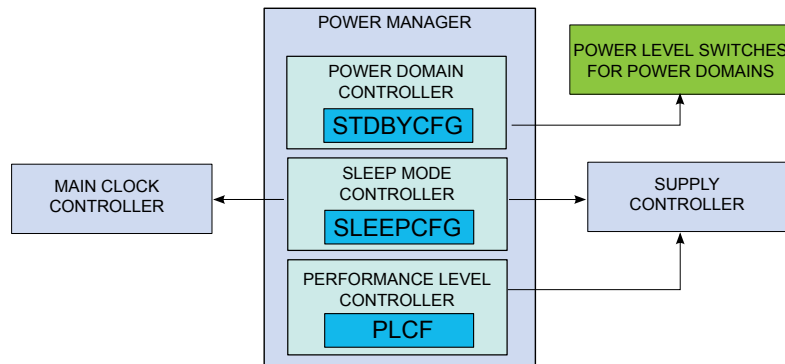 POWER MANAGER
POWER DOMAIN
CONTROLLER
STDBYCFG
POWER LEVEL SWITCHES
FOR POWER DOMAINS
MAIN CLOCK
CONTROLLER
SLEEP MODE
CONTROLLER
SLEEPCFG
SUPPLY
CONTROLLER
PERFORMANCE LEVEL
CONTROLLER
PLCF